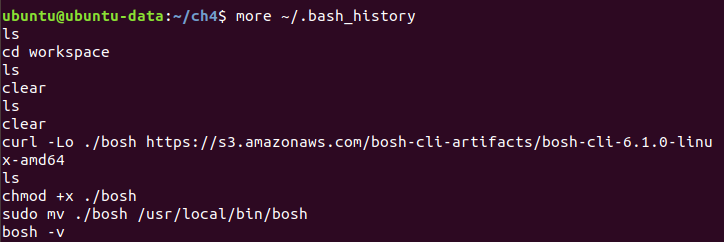 ubuntu@ubuntu-data:~/ch4$ more ~/.bash_history
ls
cd workspace
ls
clear
ls
clear
curl -Lo ./bosh https://s3.amazonaws.com/bosh-cli-artifacts/bosh-cli-6.1.0-linu
x-amd64
ls
chmod +x ./bosh
sudo mv ./bosh /usr/local/bin/bosh
bosh -v